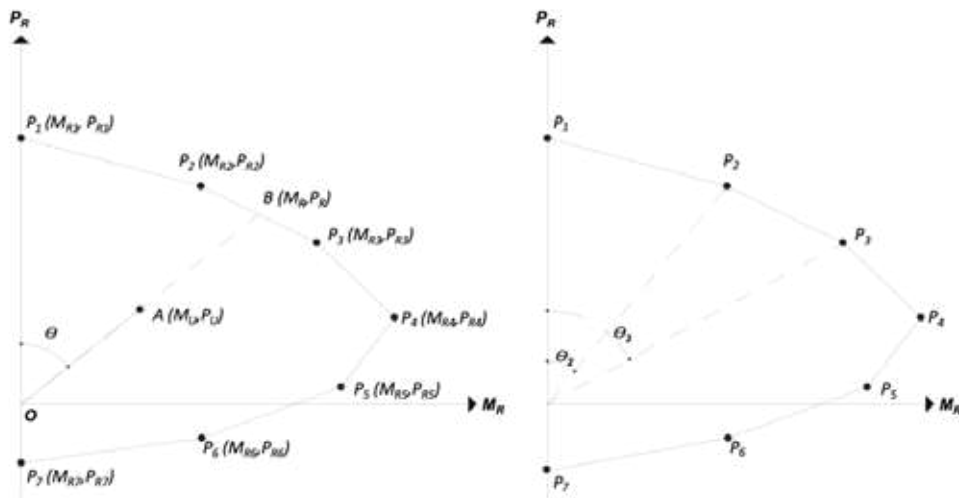 P_R
P_1 (M_R1, P_R1)
P_2 (M_R2,P_R2)
B (M_R,P_R)
P_3 (M_R3,P_R3)
A (M_U,P_U)
Θ
P_4 (M_R4,P_R4)
P_5 (M_R5,P_R5)
O
M_R
P_6 (M_R6,P_R6)
P_7 (M_R7,P_R7)
P_R
P_1
P_2
P_3
Θ_3
Θ_2
P_4
P_5
M_R
P_6
P_7